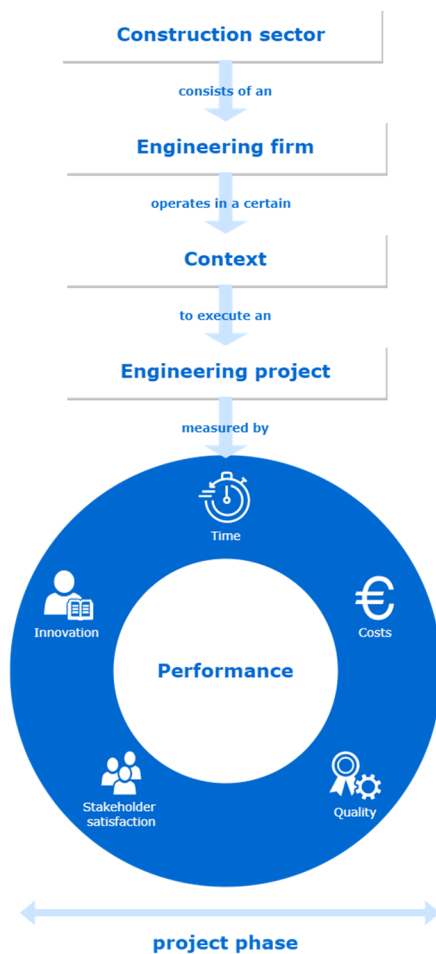 Construction sector
consists of an
Engineering firm
operates in a certain
Context
to execute an
Engineering project
measured by
Time
Innovation
Costs
Performance
Stakeholder
satisfaction
Quality
project phase